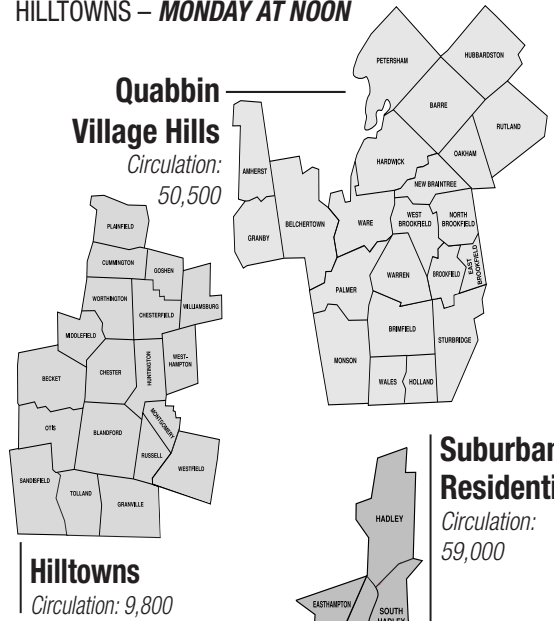 HILLTOWNS – MONDAY AT NOON
Quabbin
Village Hills
Circulation:
50,500
PETERSHAM
HUBBARDSTON
BARRE
RUTLAND
HARDWICK
OAKHAM
NEW BRAINTREE
AMHERST
GRANBY
BELCHERTOWN
WARE
WEST
BROOKFIELD
NORTH
BROOKFIELD
PALMER
WARREN
BROOKFIELD
EAST
BROOKFIELD
MONSON
BRIMFIELD
STURBRIDGE
WALES
HOLLAND
PLAINFIELD
CUMMINGTON
GOSHEN
WORTHINGTON
CHESTERFIELD
WILLIAMSBURG
MIDDLEFIELD
BECKET
CHESTER
HUNTINGTON
WEST-
HAMPTON
OTIS
BLANDFORD
MONTGOMERY
RUSSELL
WESTFIELD
SANDISFIELD
TOLLAND
GRANVILLE
Hilltowns
Circulation: 9,800
Suburban
Residenti
Circulation:
59,000
HADLEY
EASTHAMPTON
SOUTH
HADLEY